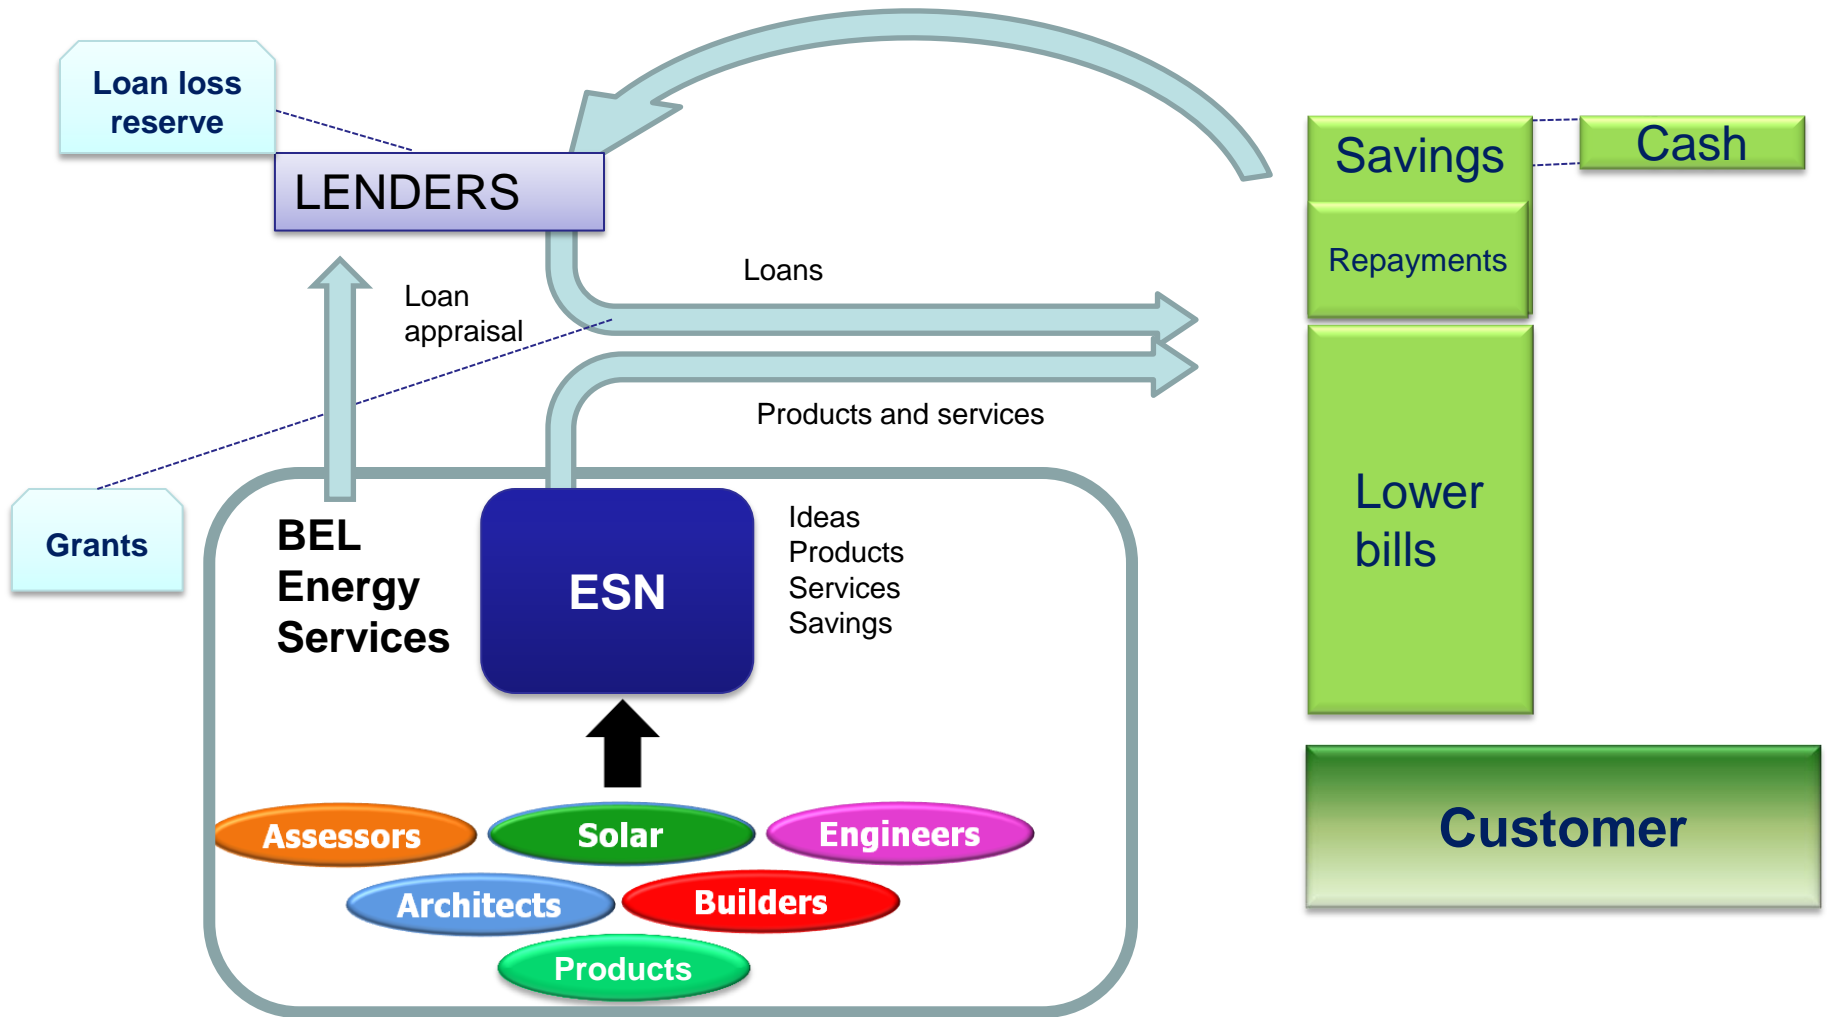 Loan loss
reserve
LENDERS
Savings
Cash
Repayments
Loans
Loan
appraisal
Products and services
Grants
BEL
Energy
Services
ESN
Ideas
Products
Services
Savings
Lower
bills
Assessors
Solar
Engineers
Architects
Builders
Products
Customer